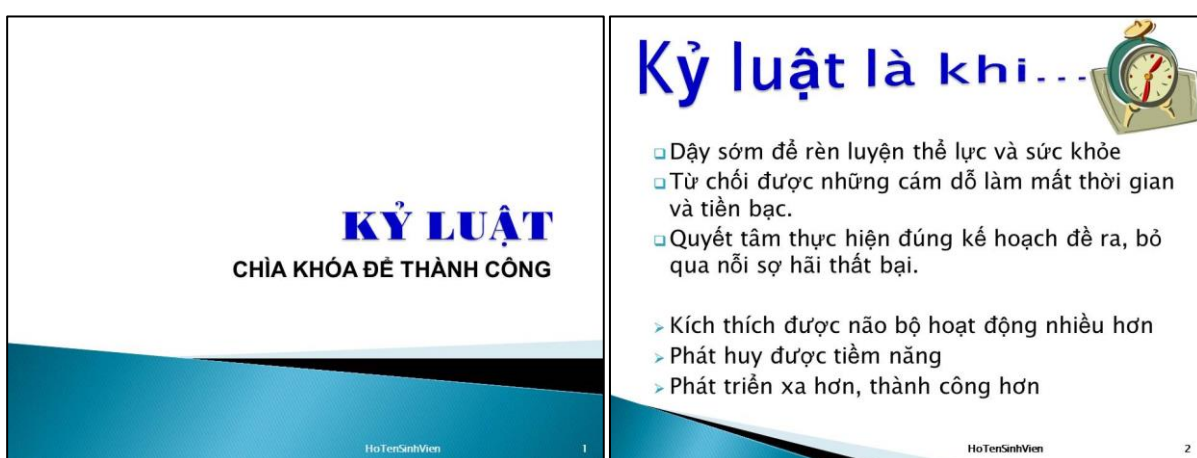 KỶ LUẬT
CHÌA KHÓA ĐỂ THÀNH CÔNG
HoTenSinhVien
1
Kỷ luật là khi...
Dậy sớm để rèn luyện thể lực và sức khỏe
Từ chối được những cám dỗ làm mất thời gian
và tiền bạc.
Quyết tâm thực hiện đúng kế hoạch đề ra, bỏ
qua nỗi sợ hãi thất bại.
Kích thích được não bộ hoạt động nhiều hơn
Phát huy được tiềm năng
Phát triển xa hơn, thành công hơn
HoTenSinhVien
2